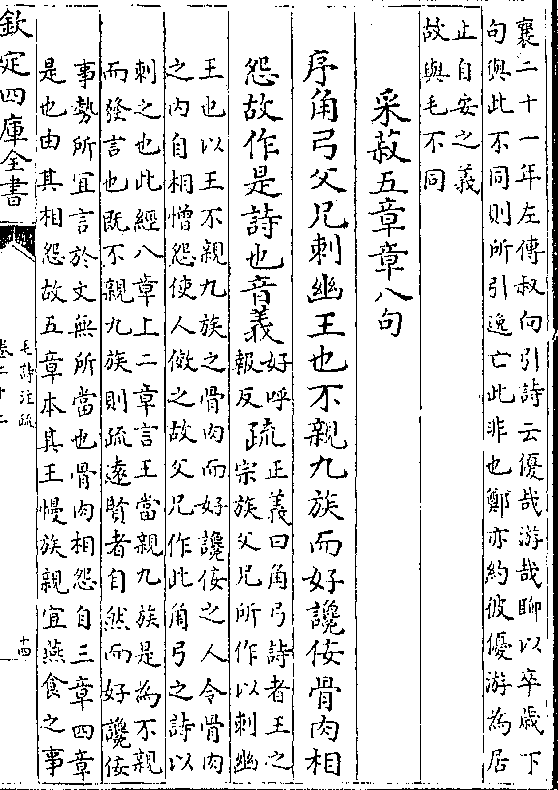 襄二十一年左傳叔向引詩云優哉游哉聊以卒歳下
句與此不同則所引逸亡此非也鄭亦約彼優游為居
止自安之義
故與毛不同
采菽五章章八句
序角弓父兄刺幽王也不親九族而好讒佞骨肉相
怨故作是詩也音義好呼報反疏正義曰角弓詩者王之宗族父兄所作以刺幽
王也以王不親九族之骨肉而好讒佞之人令骨肉
之内自相憎怨使人傚之故父兄作此角弓之詩以
刺之也此經八章上二章言王當親九族是為不親
而發言也既不親九族則疏遠賢者自然而好讒佞
事勢所宜言於文無所當也骨肉相怨自三章四章
是也由其相怨故五章本其王慢族親宜燕食之事
欽定四庫全書
毛詩注疏
卷二十二
十四